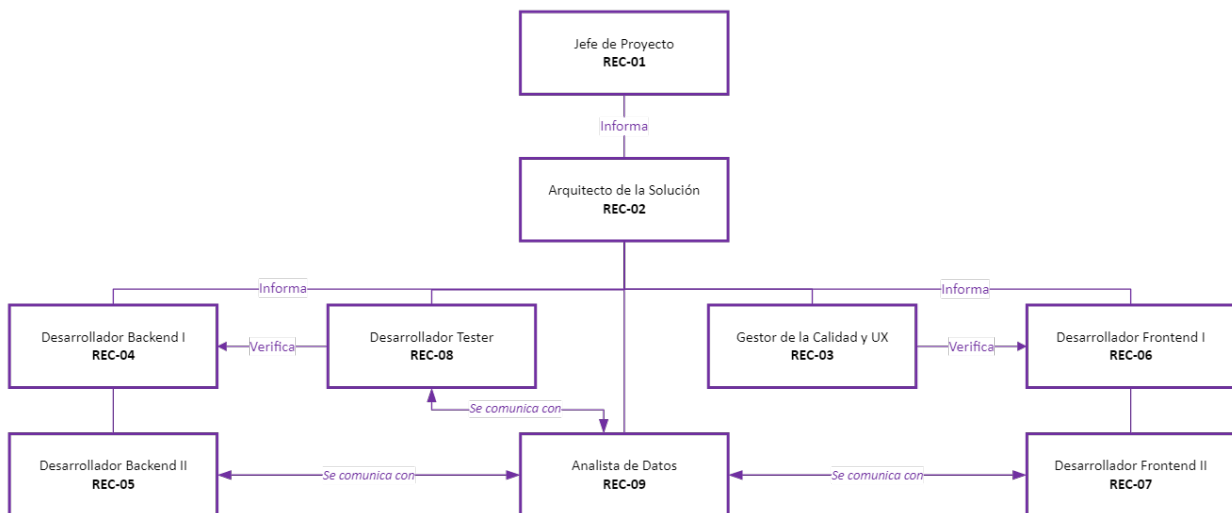 Jefe de Proyecto
REC-01
Informa
Arquitecto de la Solución
REC-02
Informa
Informa
Desarrollador Backend I
REC-04
Verifica
Desarrollador Tester
REC-08
Gestor de la Calidad y UX
REC-03
Verifica
Desarrollador Frontend I
REC-06
Se comunica con
Desarrollador Backend II
REC-05
Se comunica con
Analista de Datos
REC-09
Se comunica con
Desarrollador Frontend II
REC-07